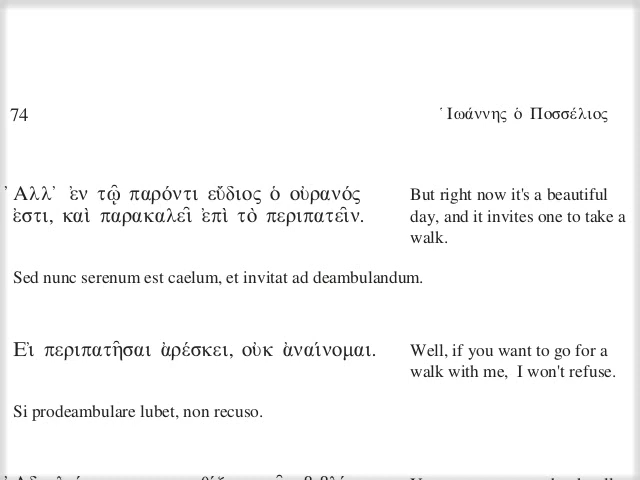 74
Ἰωάννης ὁ Ποσσέλιος
Ἀλλ' ἐν τῷ παρόντι εὔδιος ὁ οὐρανός
ἐστι, καὶ παρακαλεῖ ἐπὶ τὸ περιπατεῖν.
But right now it's a beautiful
day, and it invites one to take a
walk.
Sed nunc serenum est caelum, et invitat ad deambulandum.
Εἰ περιπατῆσαι ἀρέσκει, οὐκ ἀναίνομαι.
Well, if you want to go for a
walk with me, I won't refuse.
Si prodeambulare lubet, non recuso.